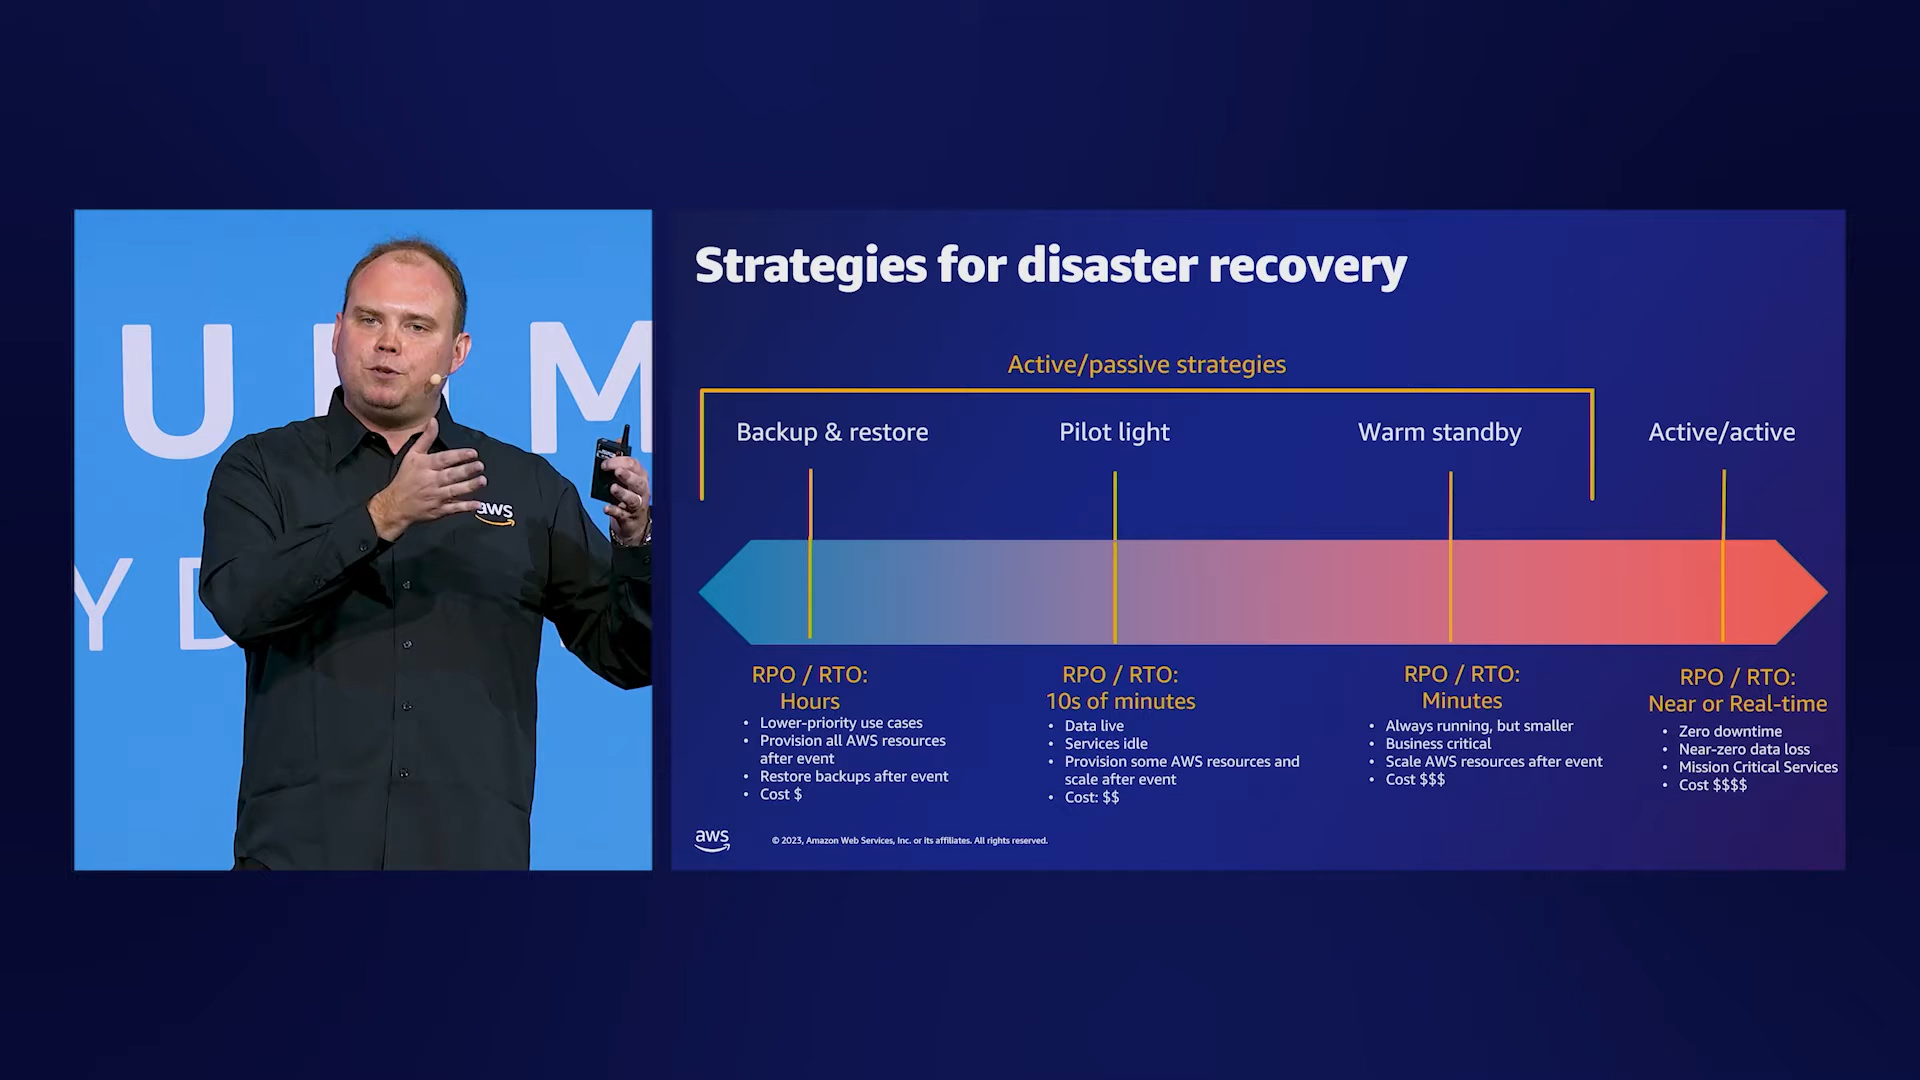 U M
Y D
aws
Strategies for disaster recovery
Active/passive strategies
Backup & restore
Pilot light
Warm standby
Active/active
RPO / RTO:
Hours
• Lower-priority use cases
• Provision all AWS resources
after event
• Restore backups after event
• Cost $
RPO / RTO:
10s of minutes
• Data live
• Services idle
• Provision some AWS resources and
scale after event
• Cost: $$
RPO / RTO:
Minutes
• Always running, but smaller
• Business critical
• Scale AWS resources after event
• Cost $$$
RPO / RTO:
Near or Real-time
• Zero downtime
• Near-zero data loss
• Mission Critical Services
• Cost $$$$
aws
© 2023, Amazon Web Services, Inc. or its affiliates. All rights reserved.